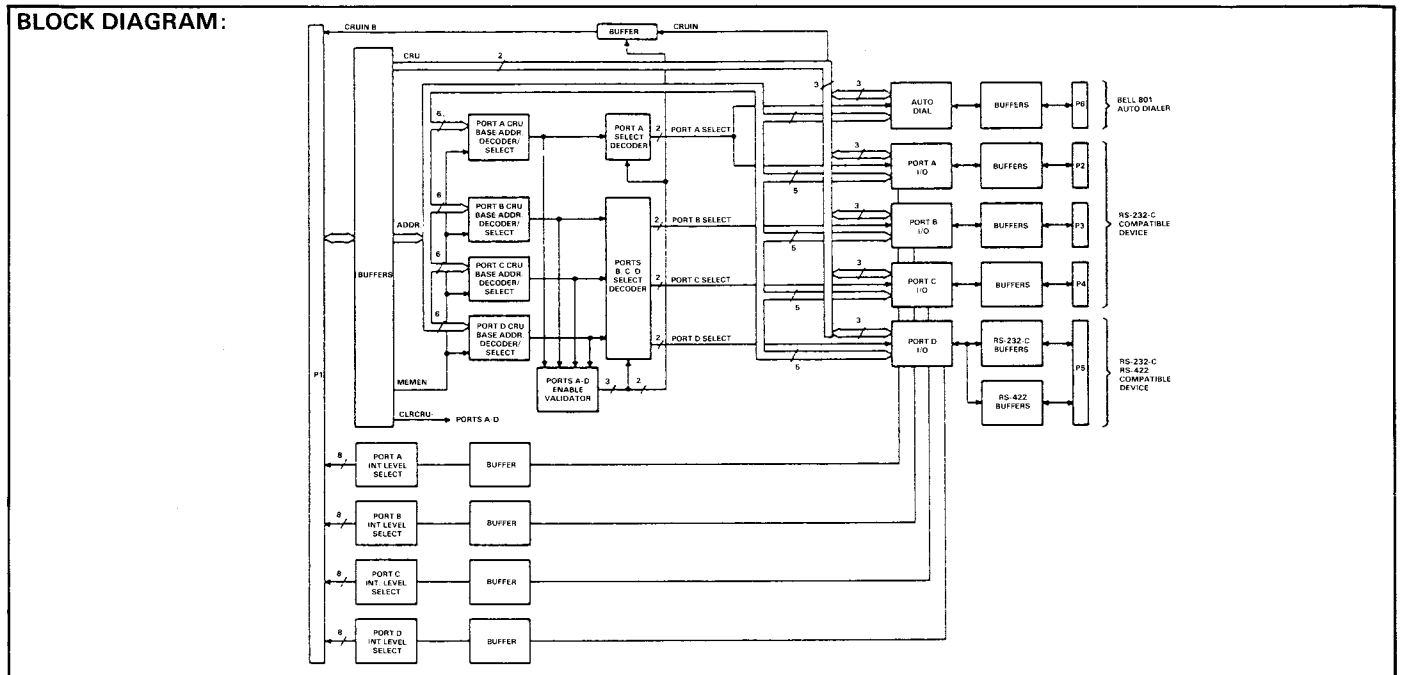 BLOCK DIAGRAM:
CRUIN B
BUFFER
CRUIN
CRU
2
BUFFERS
ADDR
MEMEN
CLRCRU-
PORTS A-D
P1
6
PORT A CRU
BASE ADDR.
DECODER/
SELECT
6
PORT B CRU
BASE ADDR.
DECODER/
SELECT
6
PORT C CRU
BASE ADDR.
DECODER/
SELECT
6
PORT D CRU
BASE ADDR.
DECODER/
SELECT
PORT A
SELECT
DECODER
2
PORT A SELECT
PORTS
B, C, D
SELECT
DECODER
2
PORT B SELECT
2
PORT C SELECT
2
PORT D SELECT
PORTS A-D
ENABLE
VALIDATOR
3
2
3
3
5
AUTO
DIAL
BUFFERS
P6
BELL 801
AUTO DIALER
3
5
PORT A
I/O
BUFFERS
P2
3
5
PORT B
I/O
BUFFERS
P3
RS-232-C
COMPATIBLE
DEVICE
3
5
PORT C
I/O
BUFFERS
P4
3
5
PORT D
I/O
RS-232-C
BUFFERS
RS-422
BUFFERS
P5
RS-232-C
RS-422
COMPATIBLE
DEVICE
8
PORT A
INT LEVEL
SELECT
BUFFER
8
PORT B
INT LEVEL
SELECT
BUFFER
8
PORT C
INT. LEVEL
SELECT
BUFFER
8
PORT D
INT LEVEL
SELECT
BUFFER